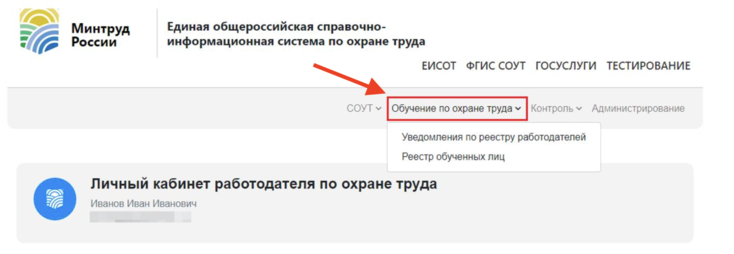 Минтруд
России
Единая общероссийская справочно-
информационная система по охране труда
ЕИСОТ ФГИС СОУТ ГОСУСЛУГИ ТЕСТИРОВАНИЕ
СОУТ Обучение по охране труда Контроль Администрирование
Уведомления по реестру работодателей
Реестр обученных лиц
Личный кабинет работодателя по охране труда
Иванов Иван Иванович